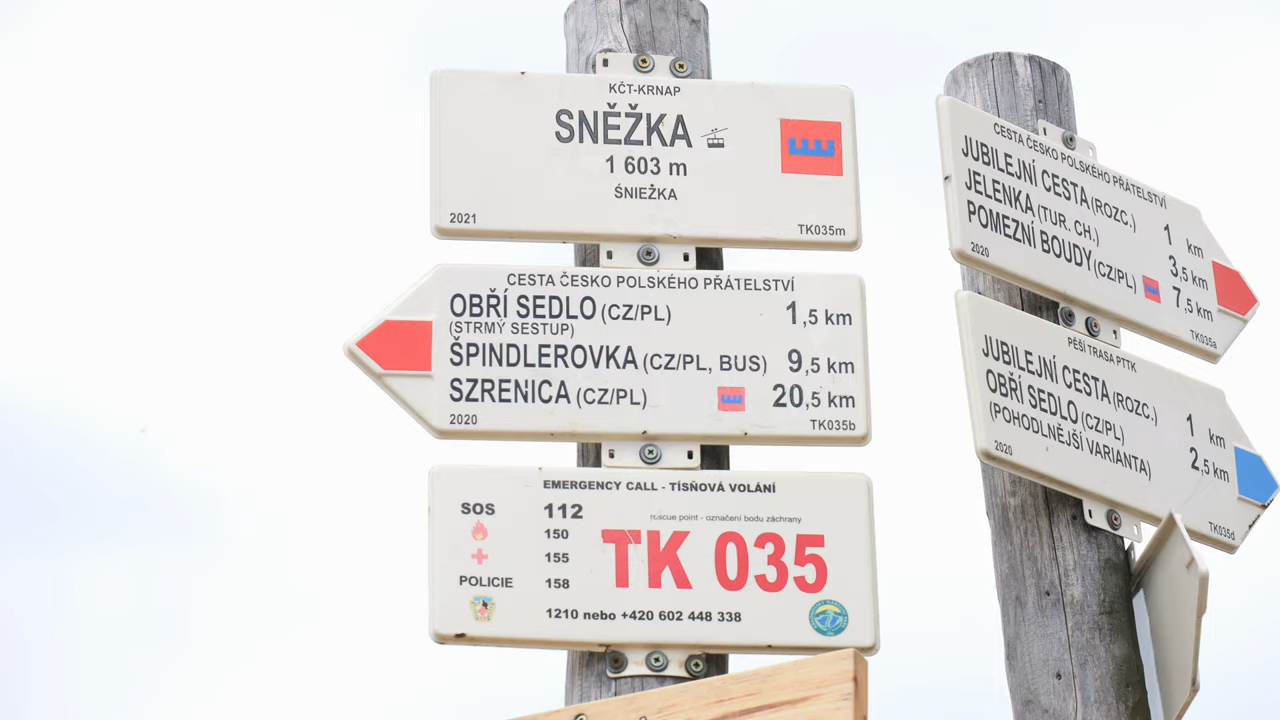 KČT-KRNAP
SNĚŽKA
1 603 m
ŚNIEŻKA
2021 TK035m
CESTA ČESKO POLSKÉHO PŘÁTELSTVÍ
OBŘÍ SEDLO (CZ/PL) 1,5 km
(STRMÝ SESTUP)
ŠPINDLEROVKA (CZ/PL, BUS) 9,5 km
SZRENICA (CZ/PL) 20,5 km
2020 TK035b
EMERGENCY CALL - TÍSŇOVÁ VOLÁNÍ
SOS 112
rescue point - označení bodu záchrany
150
155
TK 035
POLICIE 158
1210 nebo +420 602 448 338
CESTA ČESKO POLSKÉHO PŘÁTELSTVÍ
JUBILEJNÍ CESTA (ROZC.) 1 km
JELENKA (TUR. CH.) 3,5 km
POMEZNÍ BOUDY (CZ/PL) 7,5 km
2020 TK035a
PĚŠÍ TRASA PTTK
JUBILEJNÍ CESTA (ROZC.) 1 km
OBŘÍ SEDLO (CZ/PL) 2,5 km
(POHODLNĚJŠÍ VARIANTA)
2020 TK035d